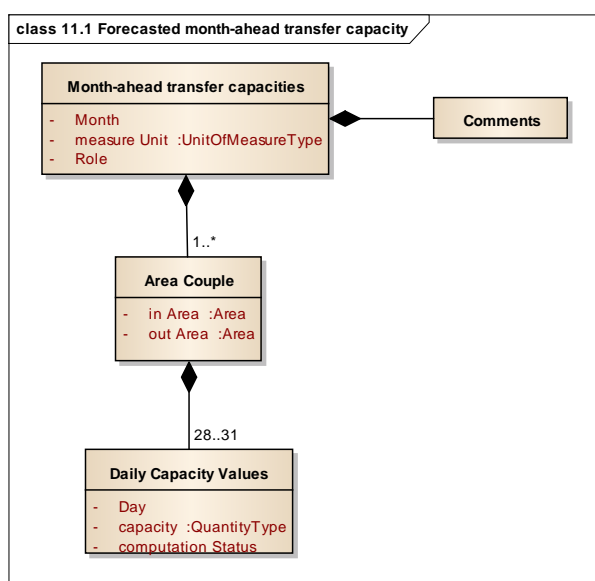 class 11.1 Forecasted month-ahead transfer capacity
Month-ahead transfer capacities
- Month
- measure Unit :UnitOfMeasureType
- Role
Comments
1..*
Area Couple
- in Area :Area
- out Area :Area
28..31
Daily Capacity Values
- Day
- capacity :QuantityType
- computation Status